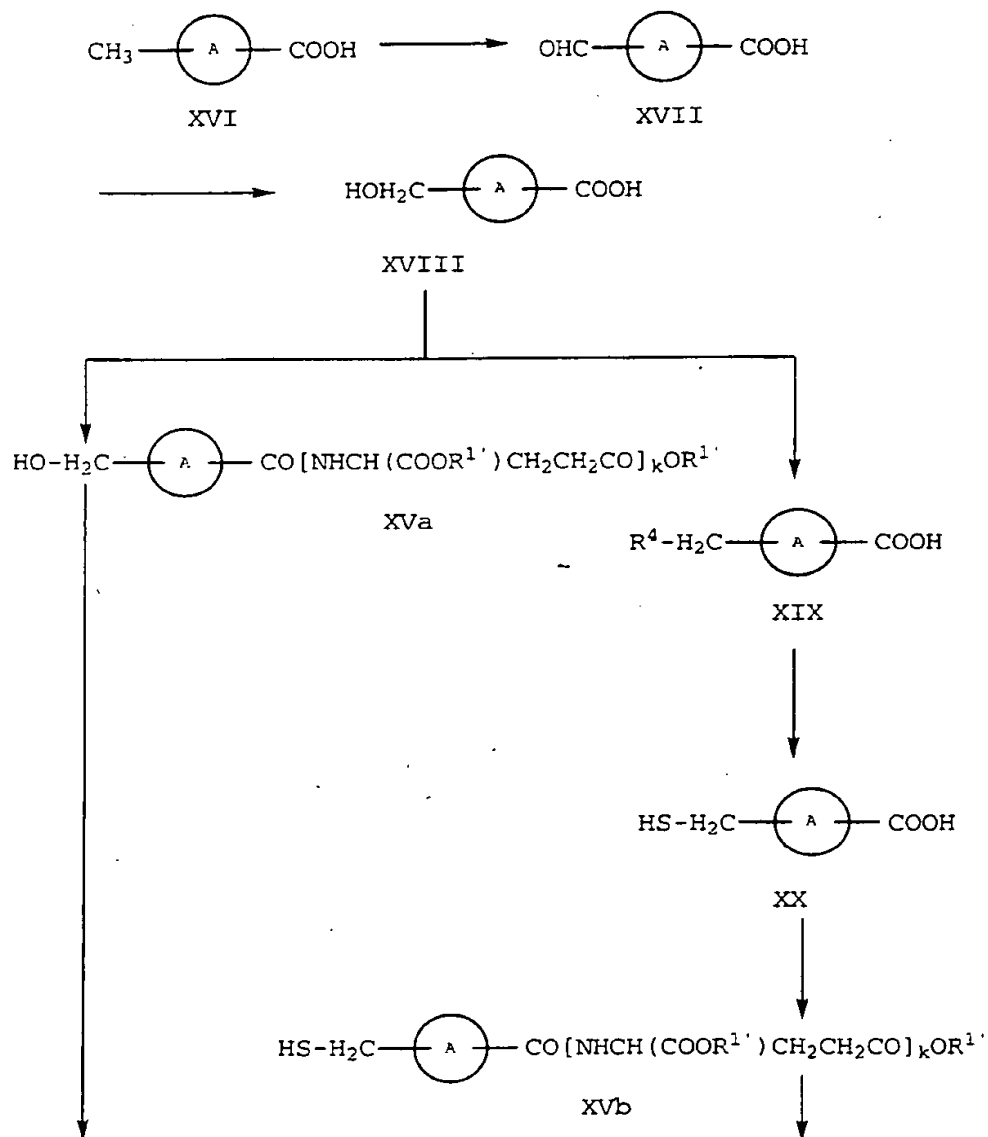 CH₃ A COOH OHC A COOH
XVI XVII
HOH₂C A COOH
XVIII
HO-H₂C A CO[NHCH(COOR¹')CH₂CH₂CO]ₖOR¹'
XVa
R⁴-H₂C A COOH
XIX
HS-H₂C A COOH
XX
HS-H₂C A CO[NHCH(COOR¹')CH₂CH₂CO]ₖOR¹'
XVb